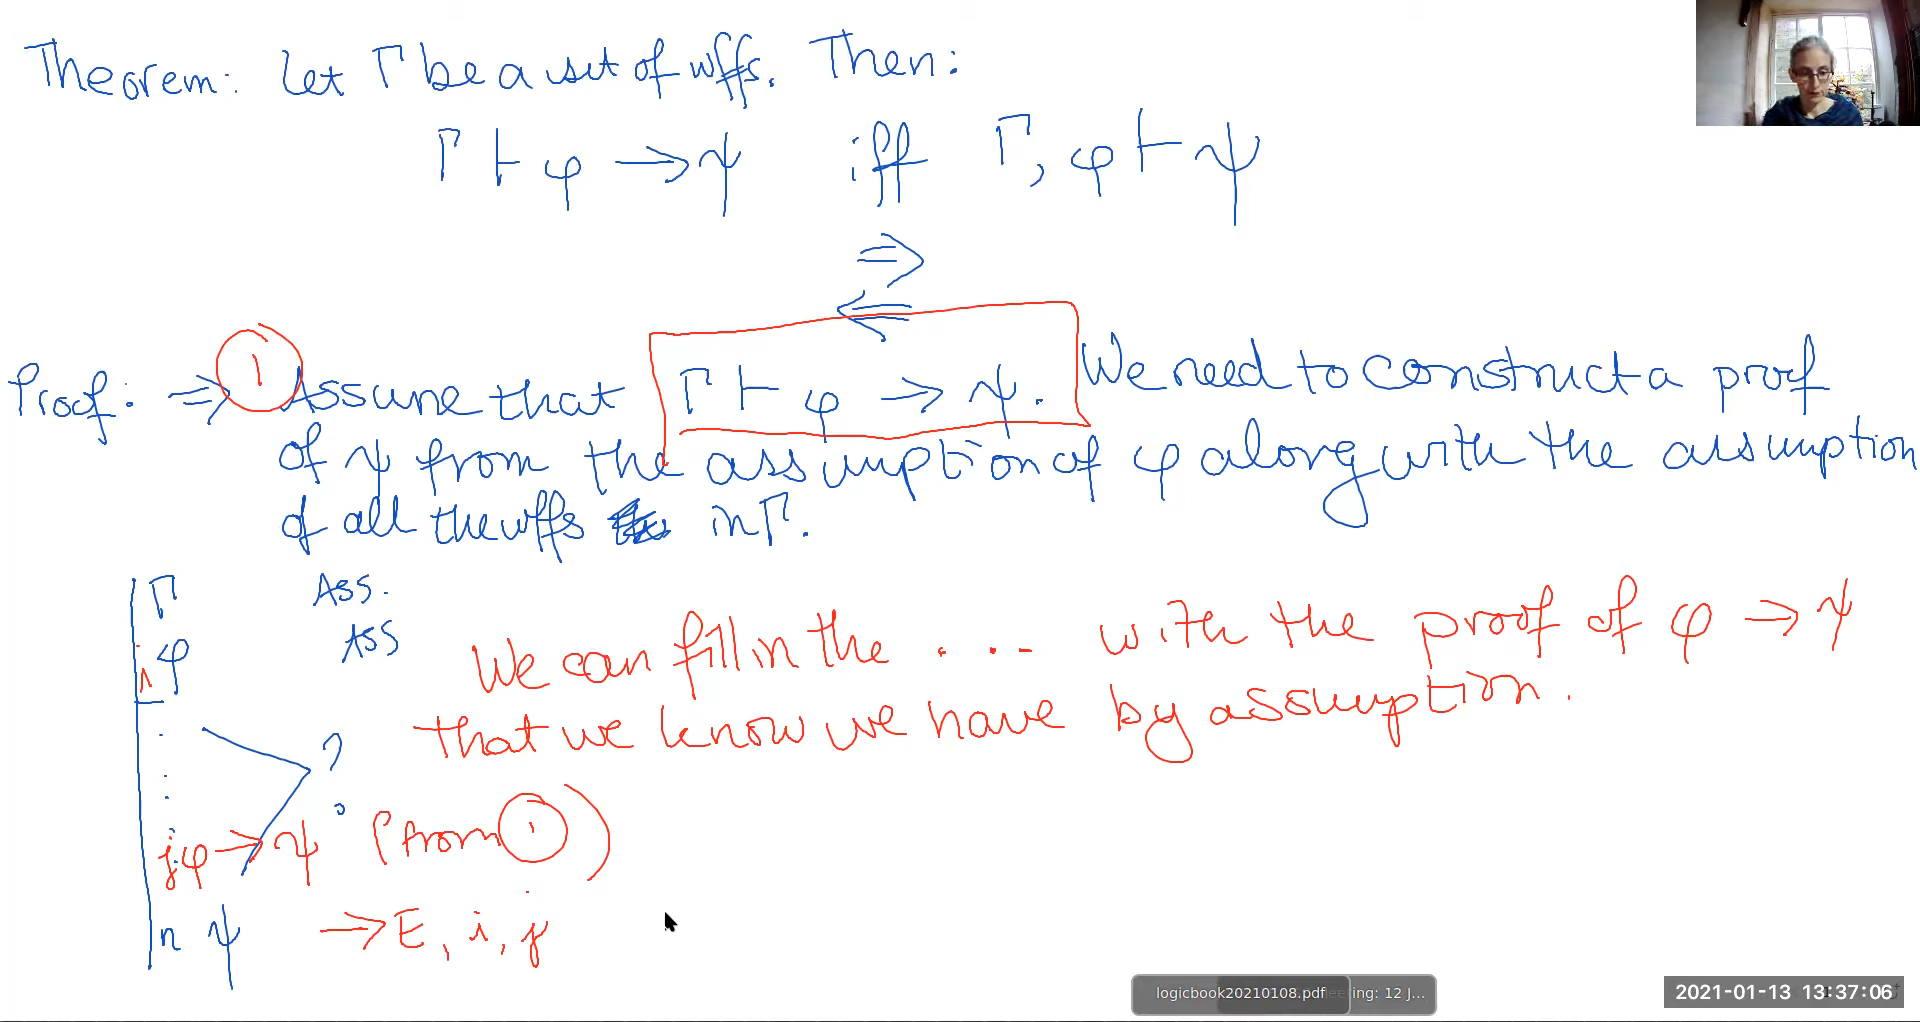 Theorem: Let Γ be a set of wffs. Then:
Γ ⊢ φ → ψ iff Γ, φ ⊢ ψ
⇒
⇐
Proof: ⇒ 1 Assume that Γ ⊢ φ → ψ. We need to construct a proof
of ψ from the assumption of φ along with the assumption
of all the wffs in Γ.
Γ Ass.
i φ Ass
We can fill in the ... with the proof of φ → ψ
that we know we have by assumption.
?
j φ → ψ (from 1)
n ψ → E, i, j
logicbook20210108.pdf eeting: 12 J...
2021-01-13 13:37:06